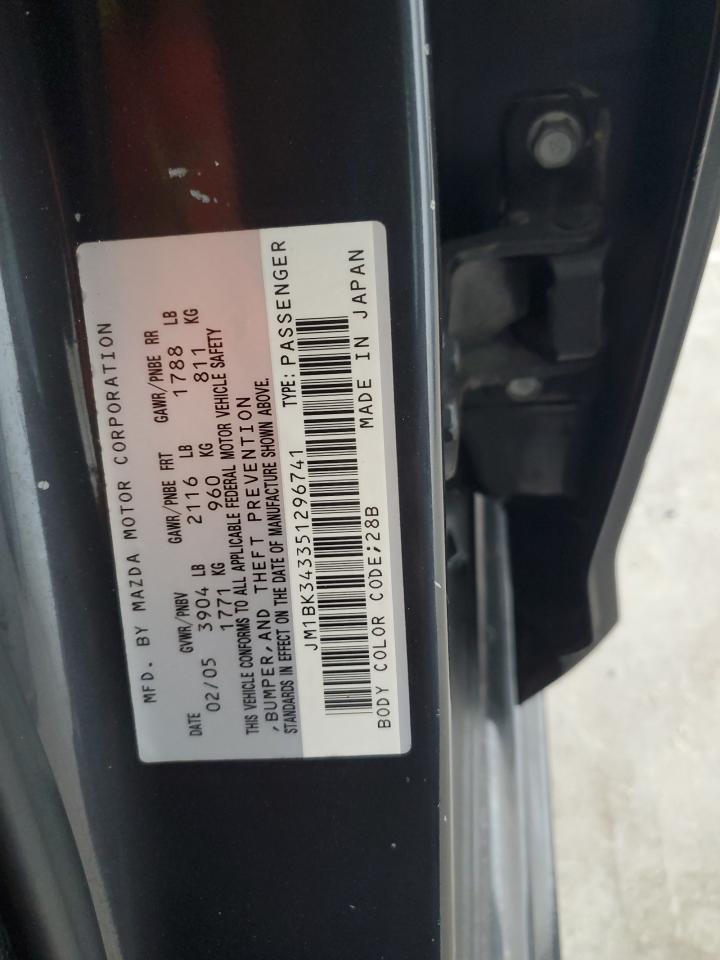 MFD. BY MAZDA MOTOR CORPORATION
DATE GVWR/PNBV GAWR/PNBE FRT GAWR/PNBE RR
02/05 3904 LB 2116 LB 1788 LB
1771 KG 960 KG 811 KG
THIS VEHICLE CONFORMS TO ALL APPLICABLE FEDERAL MOTOR VEHICLE SAFETY
,BUMPER,AND THEFT PREVENTION
STANDARDS IN EFFECT ON THE DATE OF MANUFACTURE SHOWN ABOVE.
JM1BK343351296741 TYPE: PASSENGER
BODY COLOR CODE;28B MADE IN JAPAN